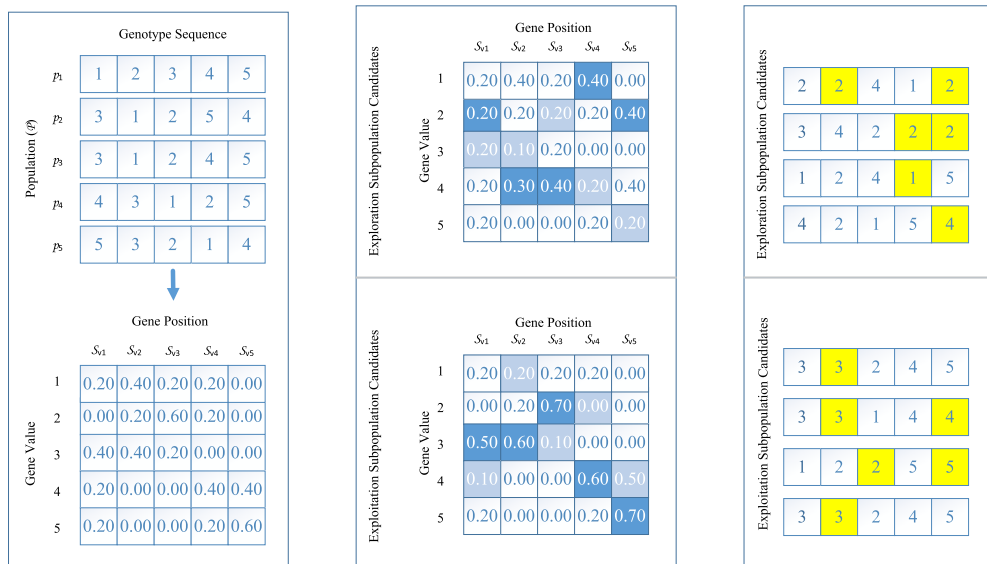 Genotype Sequence
Population (𝒫)
p1 1 2 3 4 5
p2 3 1 2 5 4
p3 3 1 2 4 5
p4 4 3 1 2 5
p5 5 3 2 1 4
Gene Position
Sv1 Sv2 Sv3 Sv4 Sv5
Gene Value
1 0.20 0.40 0.20 0.20 0.00
2 0.00 0.20 0.60 0.20 0.00
3 0.40 0.40 0.20 0.00 0.00
4 0.20 0.00 0.00 0.40 0.40
5 0.20 0.00 0.00 0.20 0.60
Exploration Subpopulation Candidates
Gene Position
Sv1 Sv2 Sv3 Sv4 Sv5
Gene Value
1 0.20 0.40 0.20 0.40 0.00
2 0.20 0.20 0.20 0.20 0.40
3 0.20 0.10 0.20 0.00 0.00
4 0.20 0.30 0.40 0.20 0.40
5 0.20 0.00 0.00 0.20 0.20
Exploitation Subpopulation Candidates
Gene Position
Sv1 Sv2 Sv3 Sv4 Sv5
Gene Value
1 0.20 0.20 0.20 0.20 0.00
2 0.00 0.20 0.70 0.00 0.00
3 0.50 0.60 0.10 0.00 0.00
4 0.10 0.00 0.00 0.60 0.50
5 0.20 0.00 0.00 0.20 0.70
Exploration Subpopulation Candidates
2 2 4 1 2
3 4 2 2 2
1 2 4 1 5
4 2 1 5 4
Exploitation Subpopulation Candidates
3 3 2 4 5
3 3 1 4 4
1 2 2 5 5
3 3 2 4 5